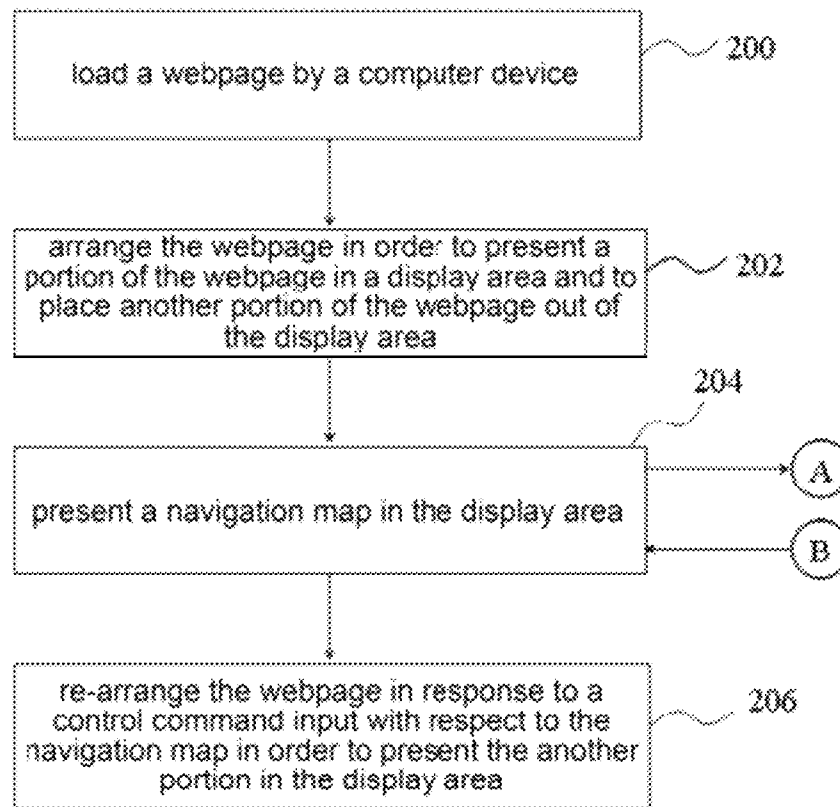 load a webpage by a computer device
200
arrange the webpage in order to present a
portion of the webpage in a display area and to
place another portion of the webpage out of
the display area
202
204
present a navigation map in the display area
A
B
re-arrange the webpage in response to a
control command input with respect to the
navigation map in order to present the another
portion in the display area
206